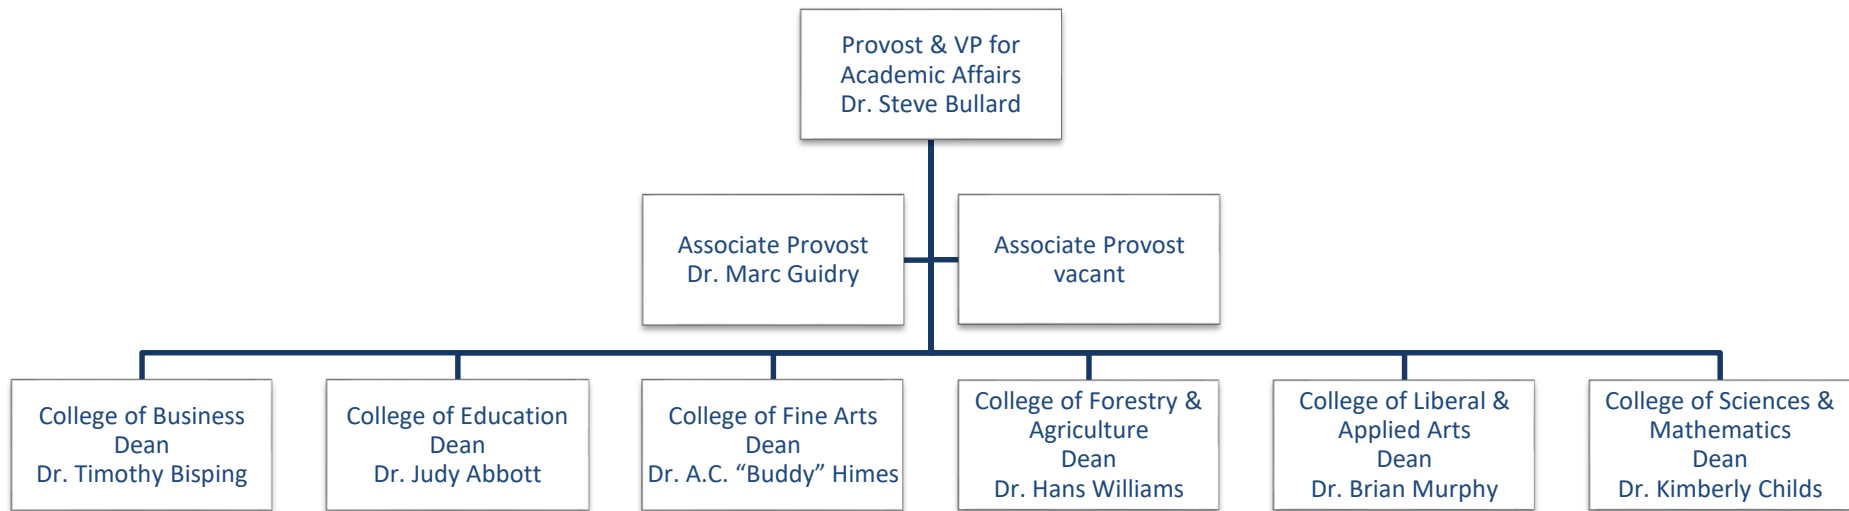 Provost & VP for
Academic Affairs
Dr. Steve Bullard
Associate Provost
Dr. Marc Guidry
Associate Provost
vacant
College of Business
Dean
Dr. Timothy Bisping
College of Education
Dean
Dr. Judy Abbott
College of Fine Arts
Dean
Dr. A.C. “Buddy” Himes
College of Forestry &
Agriculture
Dean
Dr. Hans Williams
College of Liberal &
Applied Arts
Dean
Dr. Brian Murphy
College of Sciences &
Mathematics
Dean
Dr. Kimberly Childs